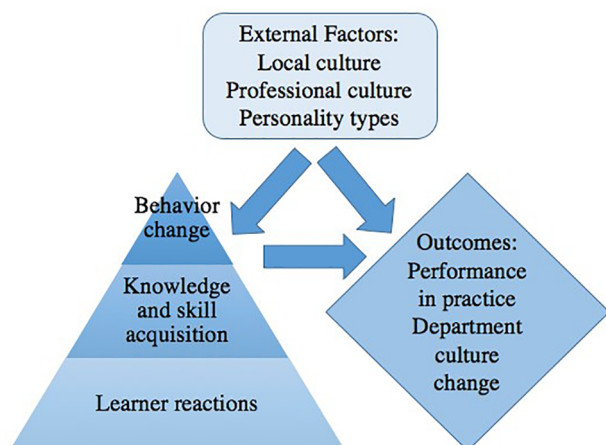 External Factors:
Local culture
Professional culture
Personality types
Behavior
change
Knowledge
and skill
acquisition
Learner reactions
Outcomes:
Performance
in practice
Department
culture
change